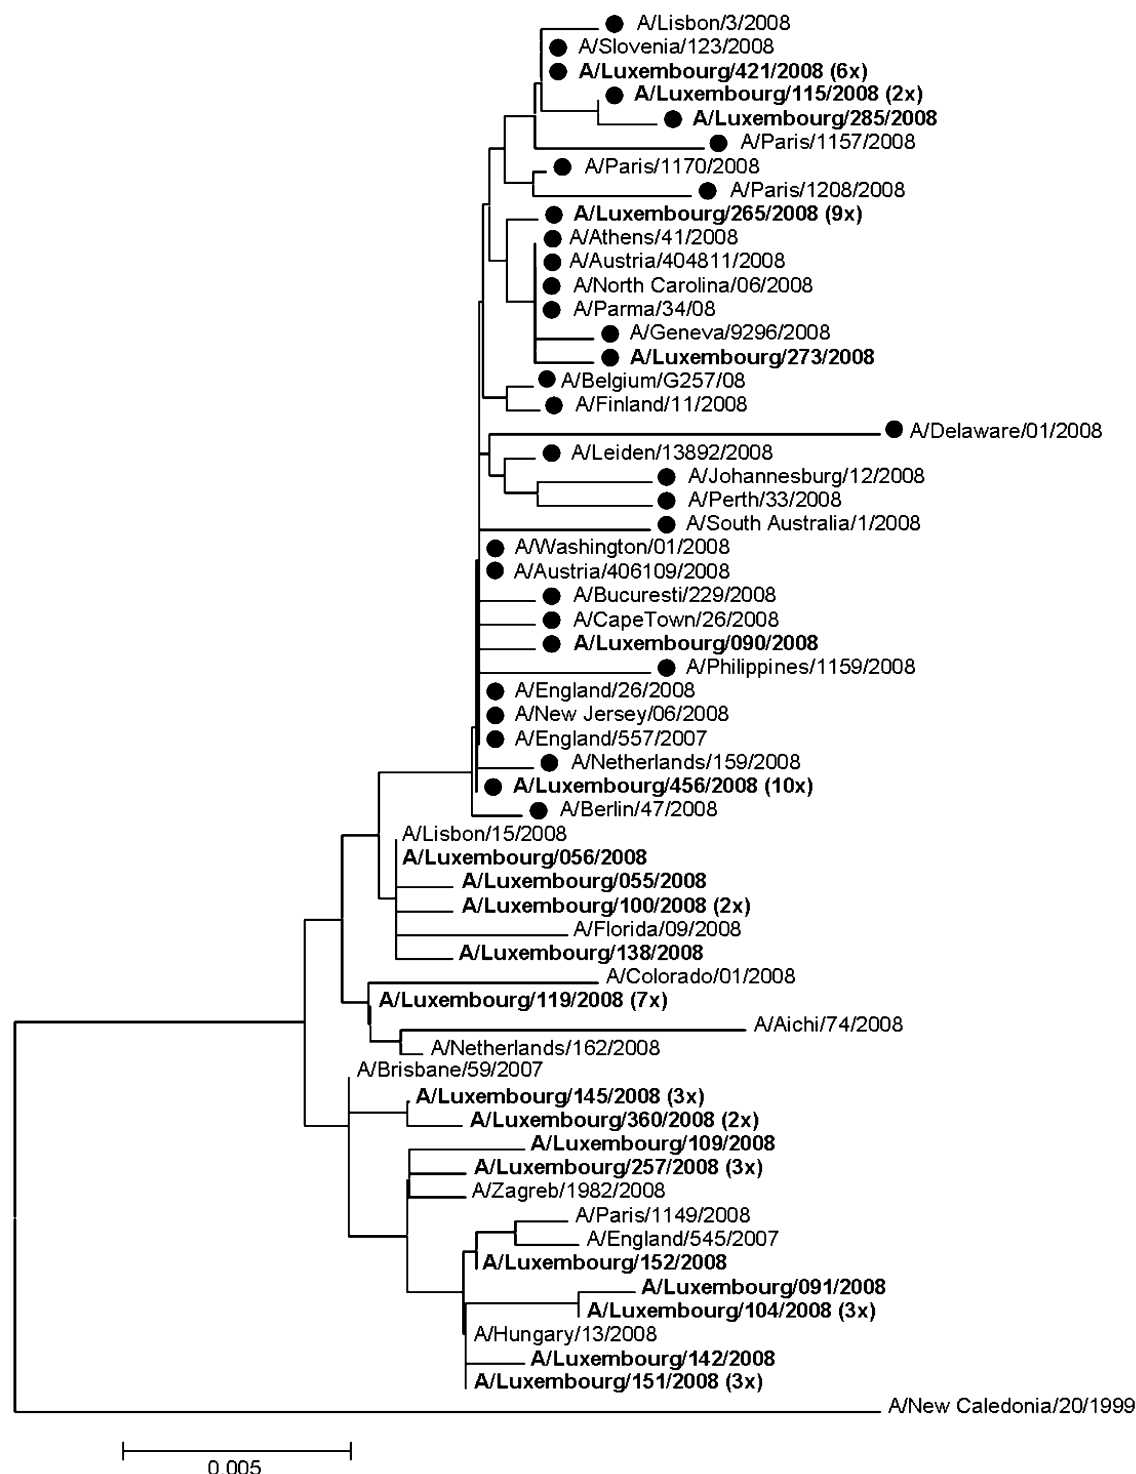 A/Lisbon/3/2008
A/Slovenia/123/2008
A/Luxembourg/421/2008 (6x)
A/Luxembourg/115/2008 (2x)
A/Luxembourg/285/2008
A/Paris/1157/2008
A/Paris/1170/2008
A/Paris/1208/2008
A/Luxembourg/265/2008 (9x)
A/Athens/41/2008
A/Austria/404811/2008
A/North Carolina/06/2008
A/Parma/34/08
A/Geneva/9296/2008
A/Luxembourg/273/2008
A/Belgium/G257/08
A/Finland/11/2008
A/Delaware/01/2008
A/Leiden/13892/2008
A/Johannesburg/12/2008
A/Perth/33/2008
A/South Australia/1/2008
A/Washington/01/2008
A/Austria/406109/2008
A/Bucuresti/229/2008
A/CapeTown/26/2008
A/Luxembourg/090/2008
A/Philippines/1159/2008
A/England/26/2008
A/New Jersey/06/2008
A/England/557/2007
A/Netherlands/159/2008
A/Luxembourg/456/2008 (10x)
A/Berlin/47/2008
A/Lisbon/15/2008
A/Luxembourg/056/2008
A/Luxembourg/055/2008
A/Luxembourg/100/2008 (2x)
A/Florida/09/2008
A/Luxembourg/138/2008
A/Colorado/01/2008
A/Luxembourg/119/2008 (7x)
A/Aichi/74/2008
A/Netherlands/162/2008
A/Brisbane/59/2007
A/Luxembourg/145/2008 (3x)
A/Luxembourg/360/2008 (2x)
A/Luxembourg/109/2008
A/Luxembourg/257/2008 (3x)
A/Zagreb/1982/2008
A/Paris/1149/2008
A/England/545/2007
A/Luxembourg/152/2008
A/Luxembourg/091/2008
A/Luxembourg/104/2008 (3x)
A/Hungary/13/2008
A/Luxembourg/142/2008
A/Luxembourg/151/2008 (3x)
A/New Caledonia/20/1999
0.005